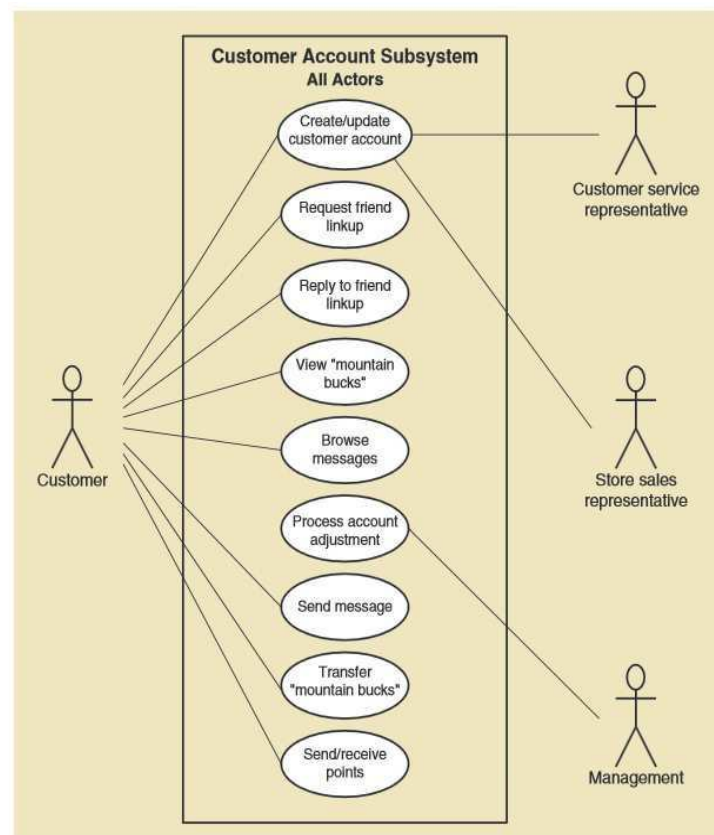 Customer Account Subsystem
All Actors
Create/update
customer account
Customer service
representative
Request friend
linkup
Reply to friend
linkup
View "mountain
bucks"
Customer
Browse
messages
Store sales
representative
Process account
adjustment
Send message
Transfer
"mountain bucks"
Management
Send/receive
points